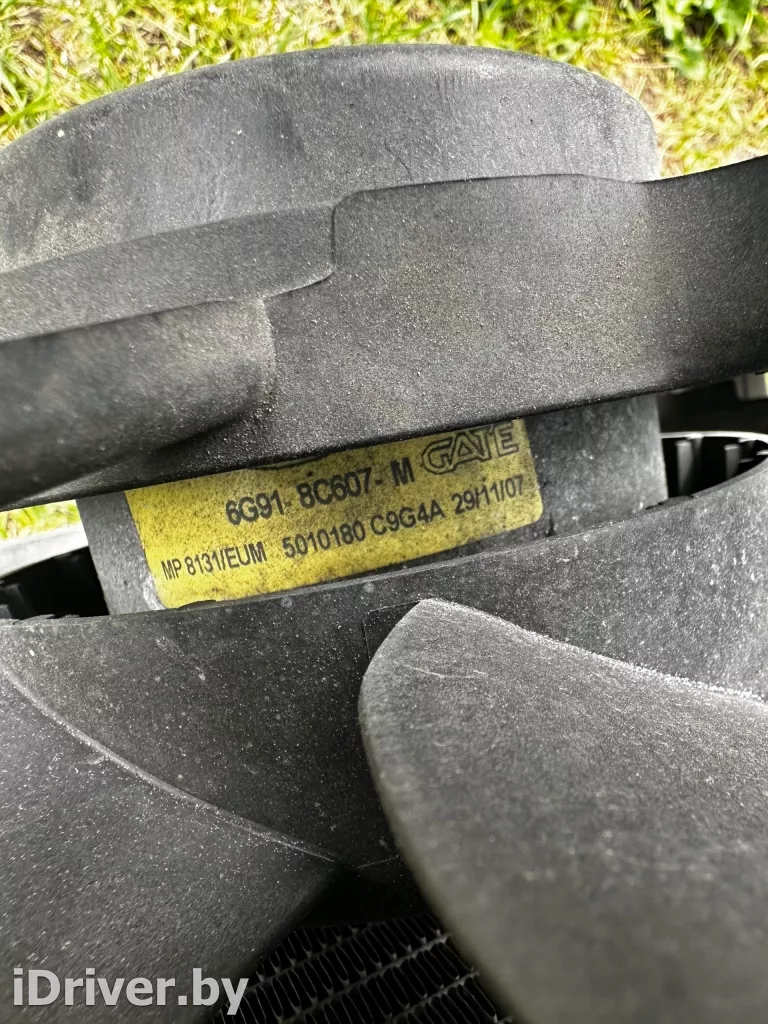 GATE
6G91 8C607- M
MP 8131/EUM 5010180 C9G4A 29/11/07
iDriver.by